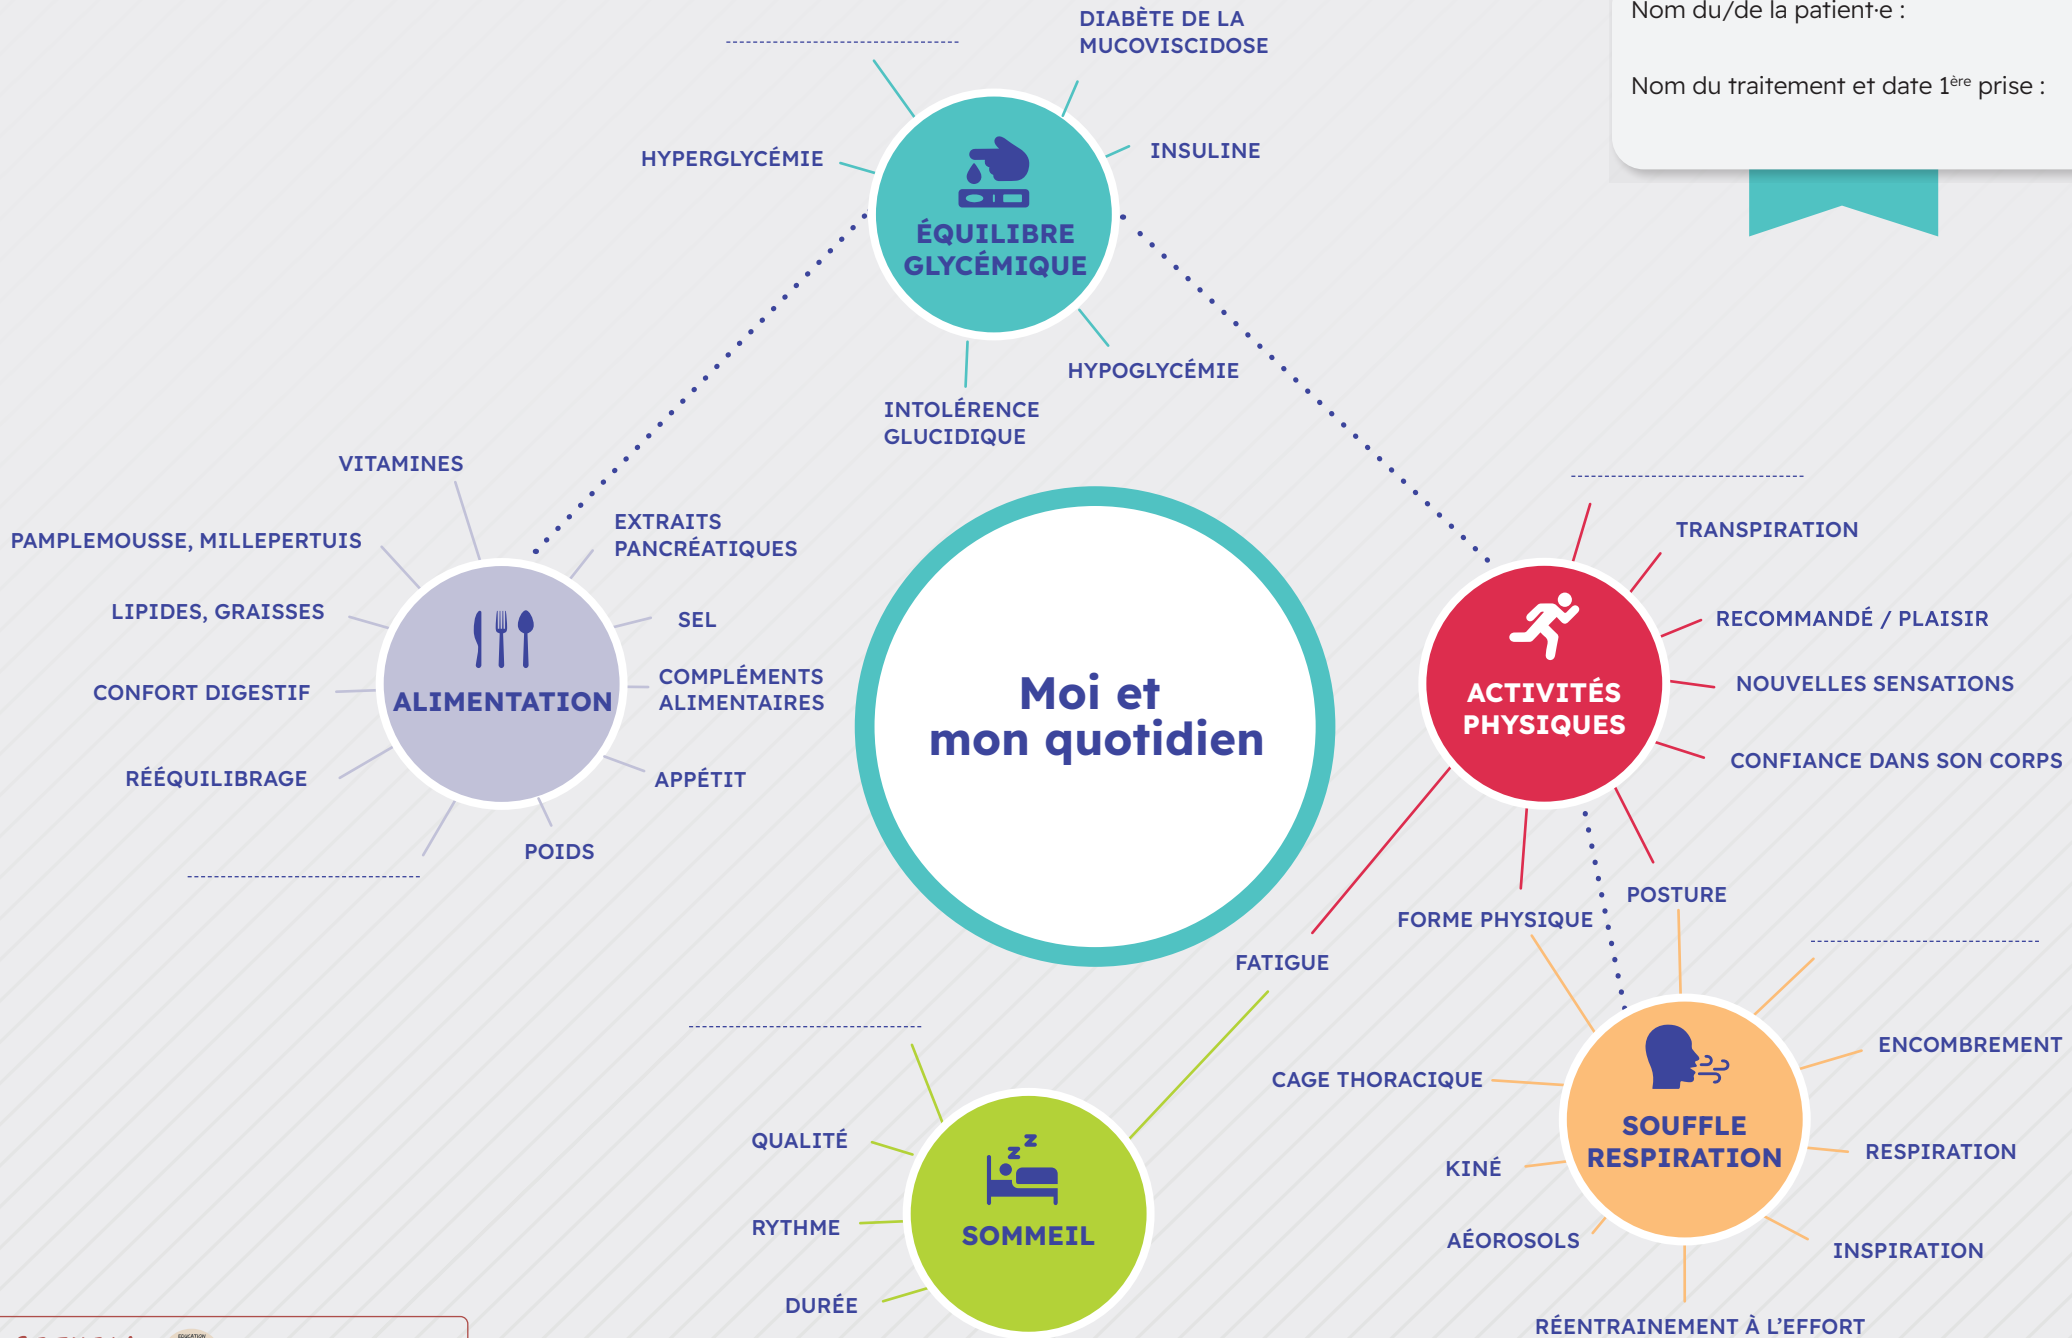 Nom du/de la patient·e :
Nom du traitement et date 1ère prise :
DIABÈTE DE LA
MUCOVISCIDOSE
HYPERGLYCÉMIE
INSULINE
ÉQUILIBRE
GLYCÉMIQUE
HYPOGLYCÉMIE
INTOLÉRENCE
GLUCIDIQUE
VITAMINES
PAMPLEMOUSSE, MILLEPERTUIS
EXTRAITS
PANCRÉATIQUES
LIPIDES, GRAISSES
SEL
CONFORT DIGESTIF
ALIMENTATION
COMPLÉMENTS
ALIMENTAIRES
RÉÉQUILIBRAGE
APPÉTIT
POIDS
Moi et
mon quotidien
TRANSPIRATION
RECOMMANDÉ / PLAISIR
ACTIVITÉS
PHYSIQUES
NOUVELLES SENSATIONS
CONFIANCE DANS SON CORPS
POSTURE
FORME PHYSIQUE
FATIGUE
ENCOMBREMENT
CAGE THORACIQUE
SOUFFLE
RESPIRATION
RESPIRATION
KINÉ
AÉOROSOLS
INSPIRATION
RÉENTRAINEMENT À L'EFFORT
QUALITÉ
RYTHME
SOMMEIL
DURÉE
EDUCATION